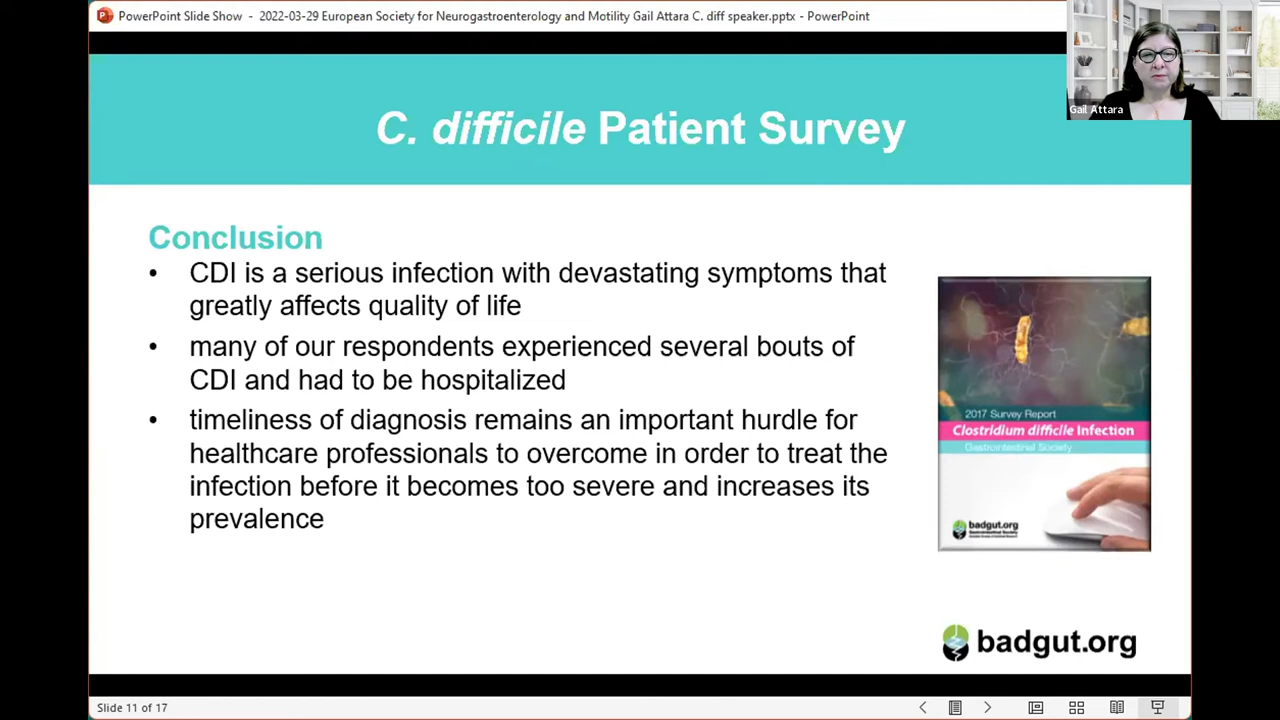 PowerPoint Slide Show - 2022-03-29 European Society for Neurogastroenterology and Motility Gail Attara C. diff speaker.pptx - PowerPoint
Gail Attara
C. difficile Patient Survey
Conclusion
• CDI is a serious infection with devastating symptoms that
greatly affects quality of life
• many of our respondents experienced several bouts of
CDI and had to be hospitalized
• timeliness of diagnosis remains an important hurdle for
healthcare professionals to overcome in order to treat the
infection before it becomes too severe and increases its
prevalence
2017 Survey Report
Clostridium difficile Infection
Gastrointestinal Society
badgut.org
Gastrointestinal Society
badgut.org
Slide 11 of 17